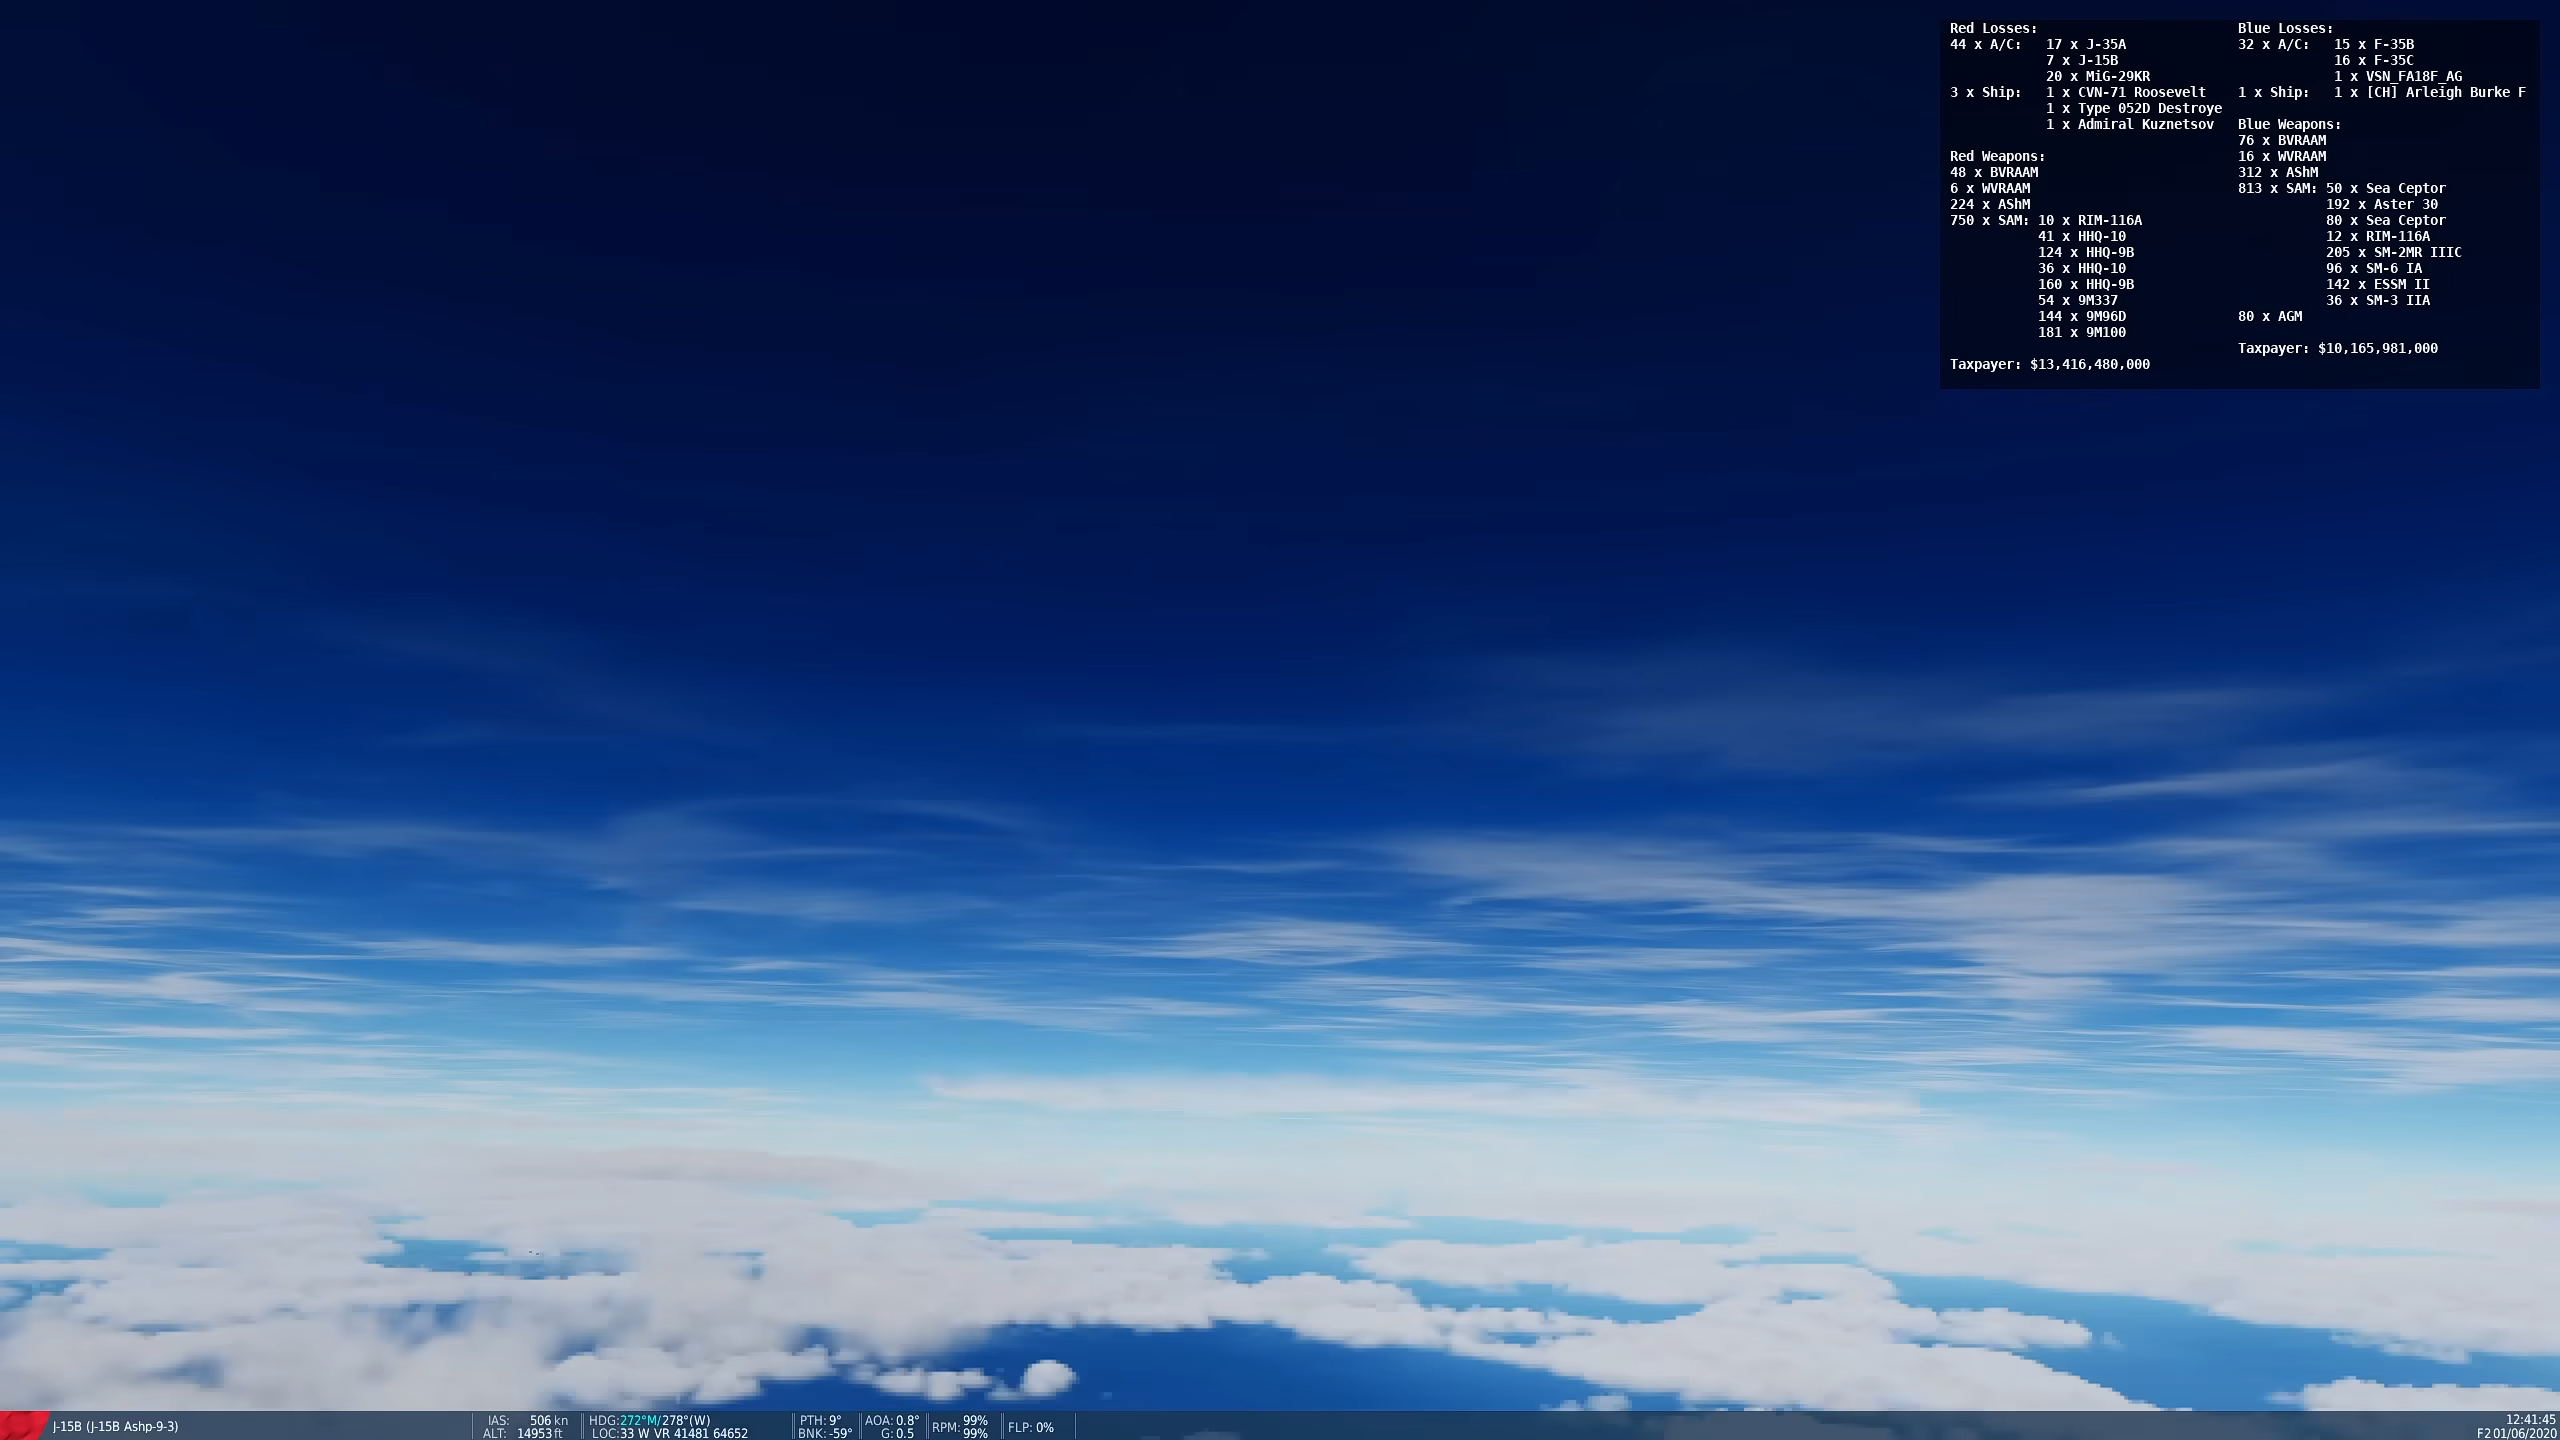 Red Losses:
44 x A/C: 17 x J-35A
7 x J-15B
20 x MiG-29KR
3 x Ship: 1 x CVN-71 Roosevelt
1 x Type 052D Destroye
1 x Admiral Kuznetsov
Red Weapons:
48 x BVRAAM
6 x WVRAAM
224 x AShM
750 x SAM: 10 x RIM-116A
41 x HHQ-10
124 x HHQ-9B
36 x HHQ-10
160 x HHQ-9B
54 x 9M337
144 x 9M96D
181 x 9M100
Taxpayer: $13,416,480,000
Blue Losses:
32 x A/C: 15 x F-35B
16 x F-35C
1 x VSN_FA18F_AG
1 x Ship: 1 x [CH] Arleigh Burke F
Blue Weapons:
76 x BVRAAM
16 x WVRAAM
312 x AShM
813 x SAM: 50 x Sea Ceptor
192 x Aster 30
80 x Sea Ceptor
12 x RIM-116A
205 x SM-2MR IIIC
96 x SM-6 IA
142 x ESSM II
36 x SM-3 IIA
80 x AGM
Taxpayer: $10,165,981,000
J-15B (J-15B Ashp-9-3)
IAS: 506 kn
ALT: 14953 ft
HDG:272°M/278°(W)
LOC:33 W VR 41481 64652
PTH: 9°
BNK: -59°
AOA: 0.8°
G: 0.5
RPM: 99%
99%
FLP: 0%
12:41:45
F2 01/06/2020